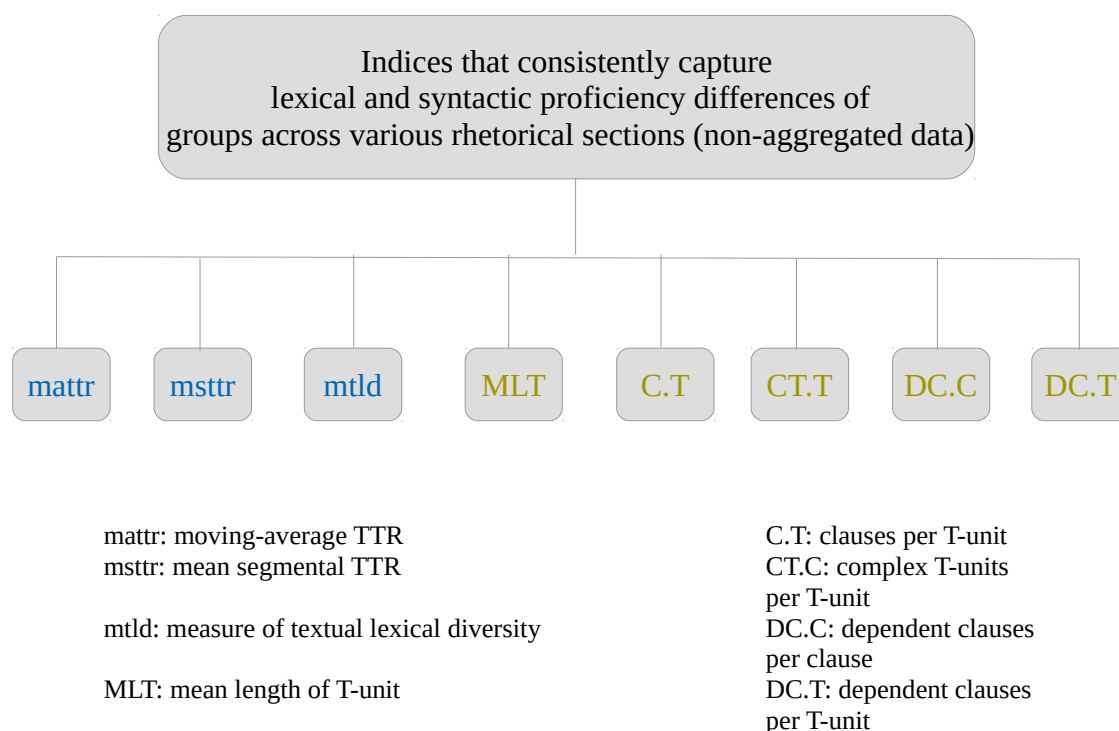 Indices that consistently capture
lexical and syntactic proficiency differences of
groups across various rhetorical sections (non-aggregated data)
mattr
msttr
mtld
MLT
C.T
CT.T
DC.C
DC.T
mattr: moving-average TTR
msttr: mean segmental TTR
mtld: measure of textual lexical diversity
MLT: mean length of T-unit
C.T: clauses per T-unit
CT.C: complex T-units
per T-unit
DC.C: dependent clauses
per clause
DC.T: dependent clauses
per T-unit